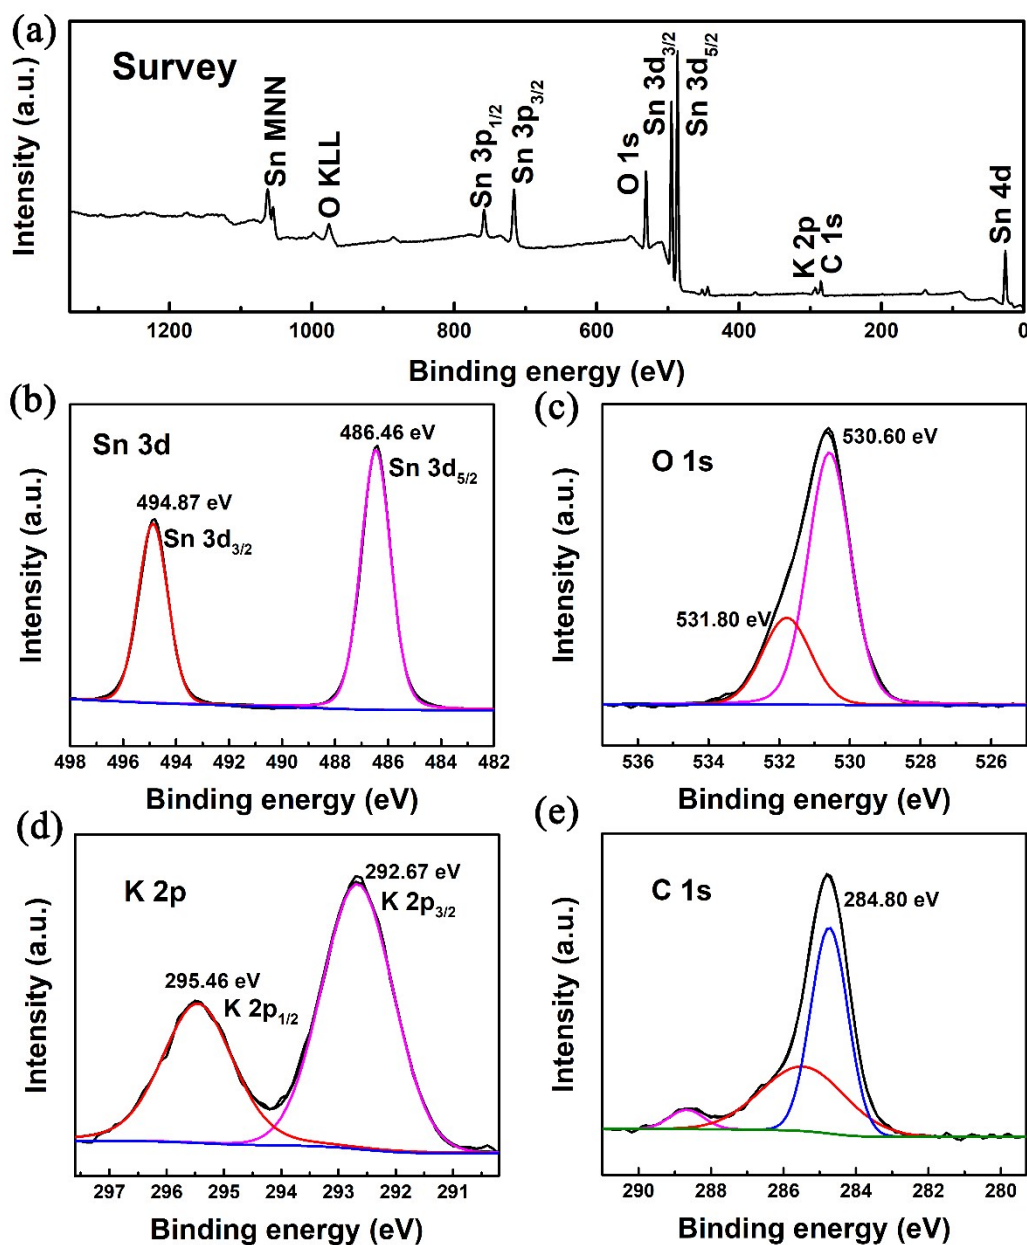 (a)
Survey
Intensity (a.u.)
Sn MNN
O KLL
Sn 3p1/2
Sn 3p3/2
O 1s
Sn 3d3/2
Sn 3d5/2
K 2p
C 1s
Sn 4d
1200 1000 800 600 400 200 0
Binding energy (eV)
(b)
Sn 3d
Intensity (a.u.)
494.87 eV
Sn 3d3/2
486.46 eV
Sn 3d5/2
498 496 494 492 490 488 486 484 482
Binding energy (eV)
(c)
O 1s
Intensity (a.u.)
530.60 eV
531.80 eV
536 534 532 530 528 526
Binding energy (eV)
(d)
K 2p
Intensity (a.u.)
292.67 eV
K 2p3/2
295.46 eV
K 2p1/2
297 296 295 294 293 292 291
Binding energy (eV)
(e)
C 1s
Intensity (a.u.)
284.80 eV
290 288 286 284 282 280
Binding energy (eV)